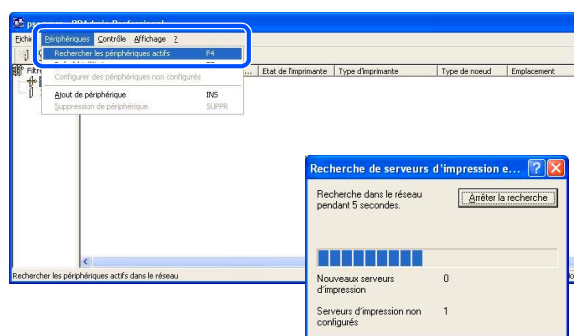 BRAdmin Professional
Périphériques Contrôle Affichage ?
Rechercher les périphériques actifs F4
Configurer des périphériques non configurés
Ajout de périphérique INS
Suppression de périphérique SUPPR
Etat de l'imprimante Type d'imprimante Type de noeud Emplacement
Rechercher les périphériques actifs dans le réseau
Recherche de serveurs d'impression e...
Recherche dans le réseau
pendant 5 secondes.
Arrêter la recherche
Nouveaux serveurs
d'impression
0
Serveurs d'impression non
configurés
1